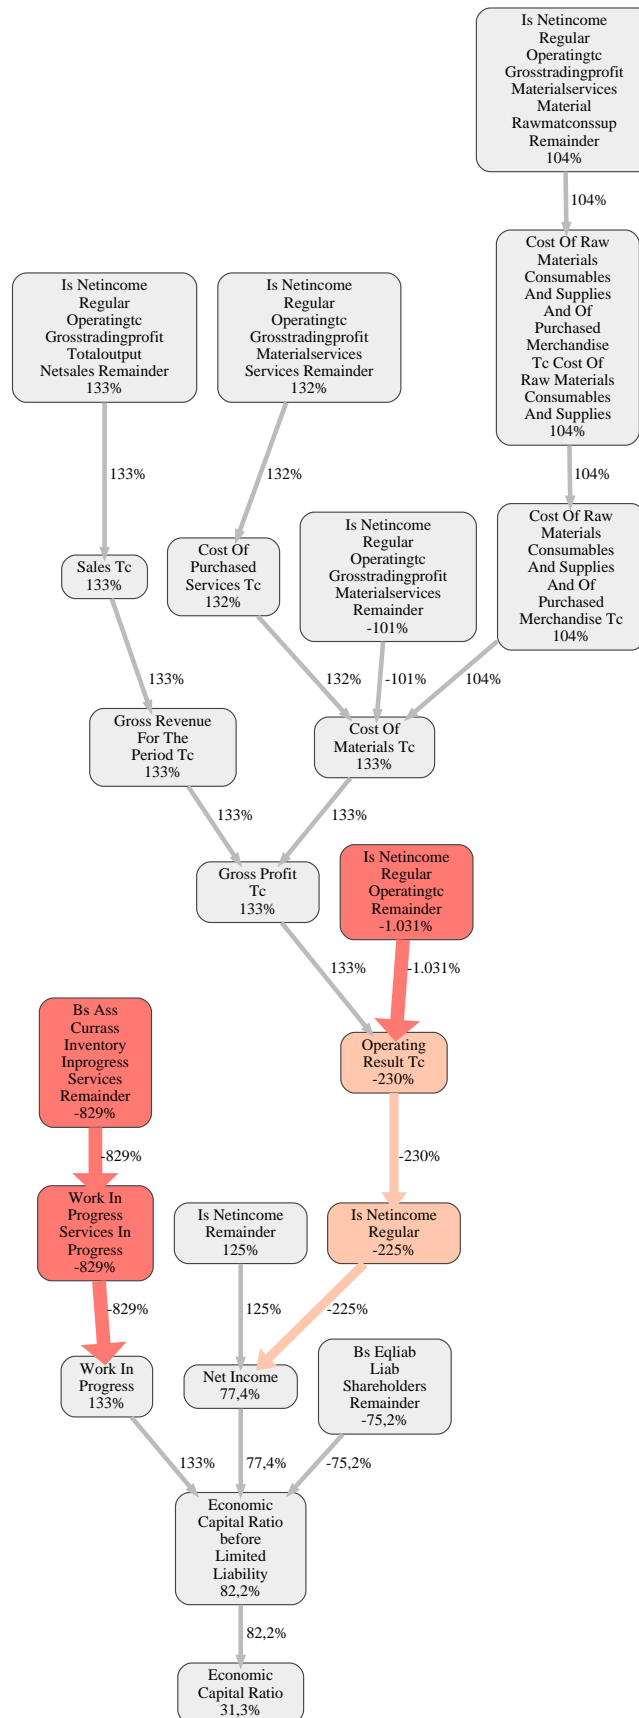 Is Netincome
Regular
Operatingtc
Grosstradingprofit
Materialservices
Material
Rawmatconssup
Remainder
104%
104%
Cost Of Raw
Materials
Consumables
And Supplies
And Of
Purchased
Merchandise
Tc Cost Of
Raw Materials
Consumables
And Supplies
104%
Is Netincome
Regular
Operatingtc
Grosstradingprofit
Totaloutput
Netsales Remainder
133%
Is Netincome
Regular
Operatingtc
Grosstradingprofit
Materialservices
Services Remainder
132%
133%
132%
104%
Sales Tc
133%
Cost Of
Purchased
Services Tc
132%
Is Netincome
Regular
Operatingtc
Grosstradingprofit
Materialservices
Remainder
-101%
Cost Of Raw
Materials
Consumables
And Supplies
And Of
Purchased
Merchandise Tc
104%
133%
132%
-101%
104%
Gross Revenue
For The
Period Tc
133%
Cost Of
Materials Tc
133%
133%
133%
Gross Profit
Tc
133%
Is Netincome
Regular
Operatingtc
Remainder
-1.031%
133%
-1.031%
Bs Ass
Currass
Inventory
Inprogress
Services
Remainder
-829%
Operating
Result Tc
-230%
-829%
-230%
Work In
Progress
Services In
Progress
-829%
Is Netincome
Remainder
125%
Is Netincome
Regular
-225%
-829%
125%
-225%
Work In
Progress
133%
Net Income
77,4%
Bs Eqliab
Liab
Shareholders
Remainder
-75,2%
133%
77,4%
-75,2%
Economic
Capital Ratio
before
Limited
Liability
82,2%
82,2%
Economic
Capital Ratio
31,3%